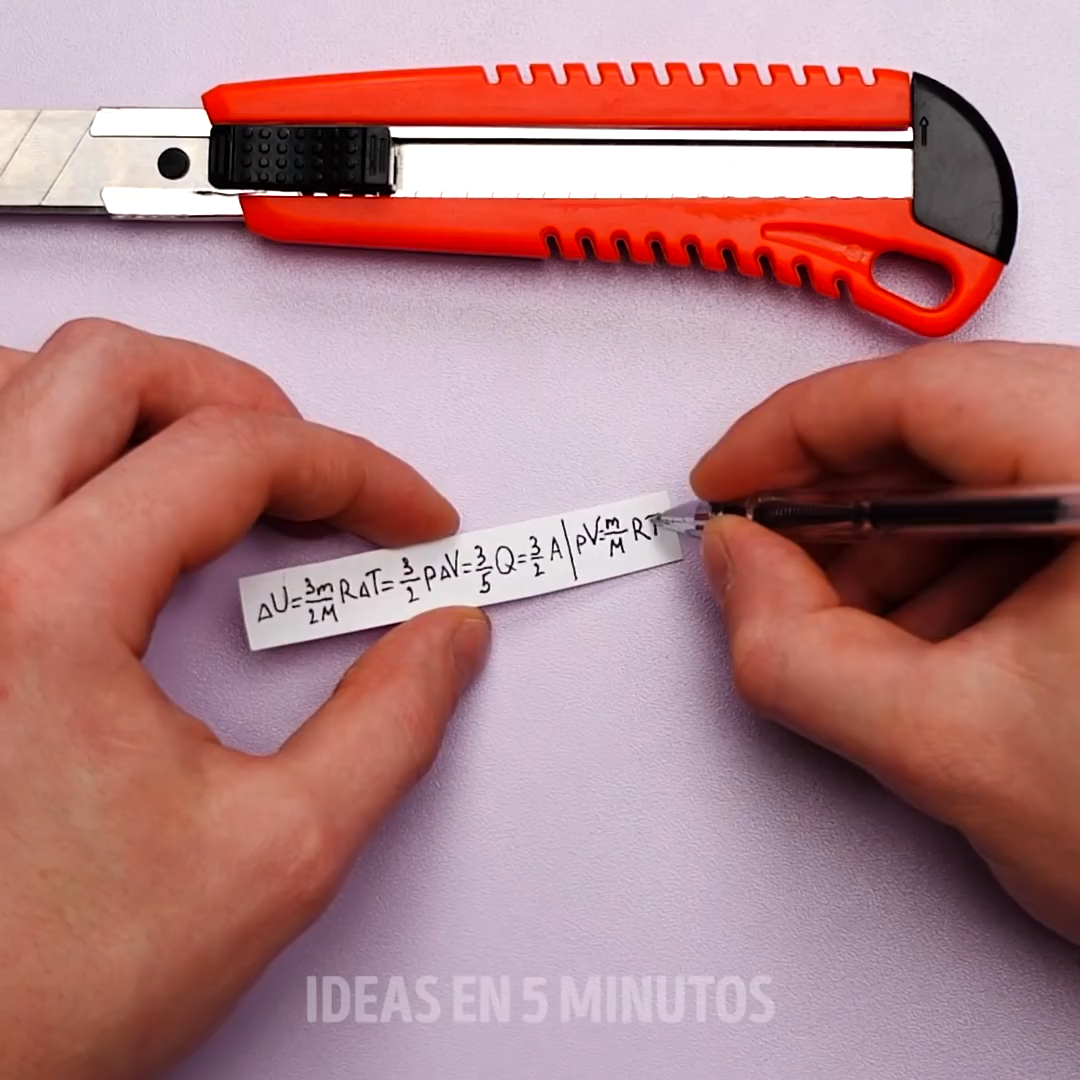 ΔU=3m/2M RΔT=3/2 PΔV=3/5 Q=3/2 A | pV=m/M RT
IDEAS EN 5 MINUTOS